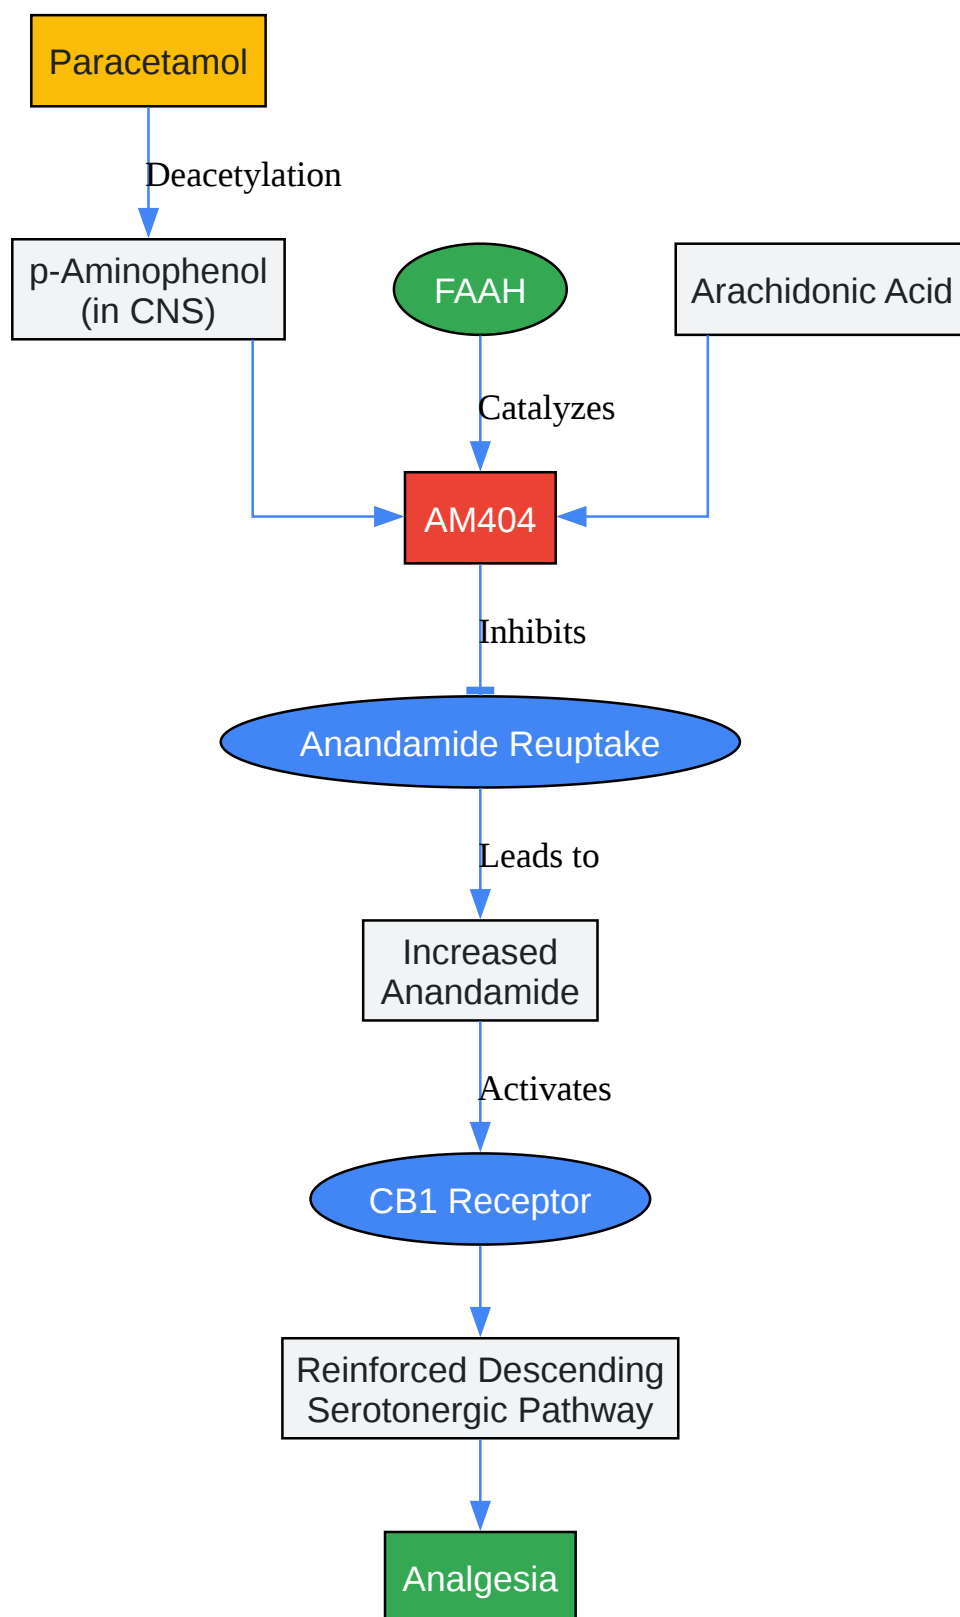 Paracetamol
Deacetylation
p-Aminophenol
(in CNS)
FAAH
Arachidonic Acid
Catalyzes
AM404
Inhibits
Anandamide Reuptake
Leads to
Increased
Anandamide
Activates
CB1 Receptor
Reinforced Descending
Serotonergic Pathway
Analgesia